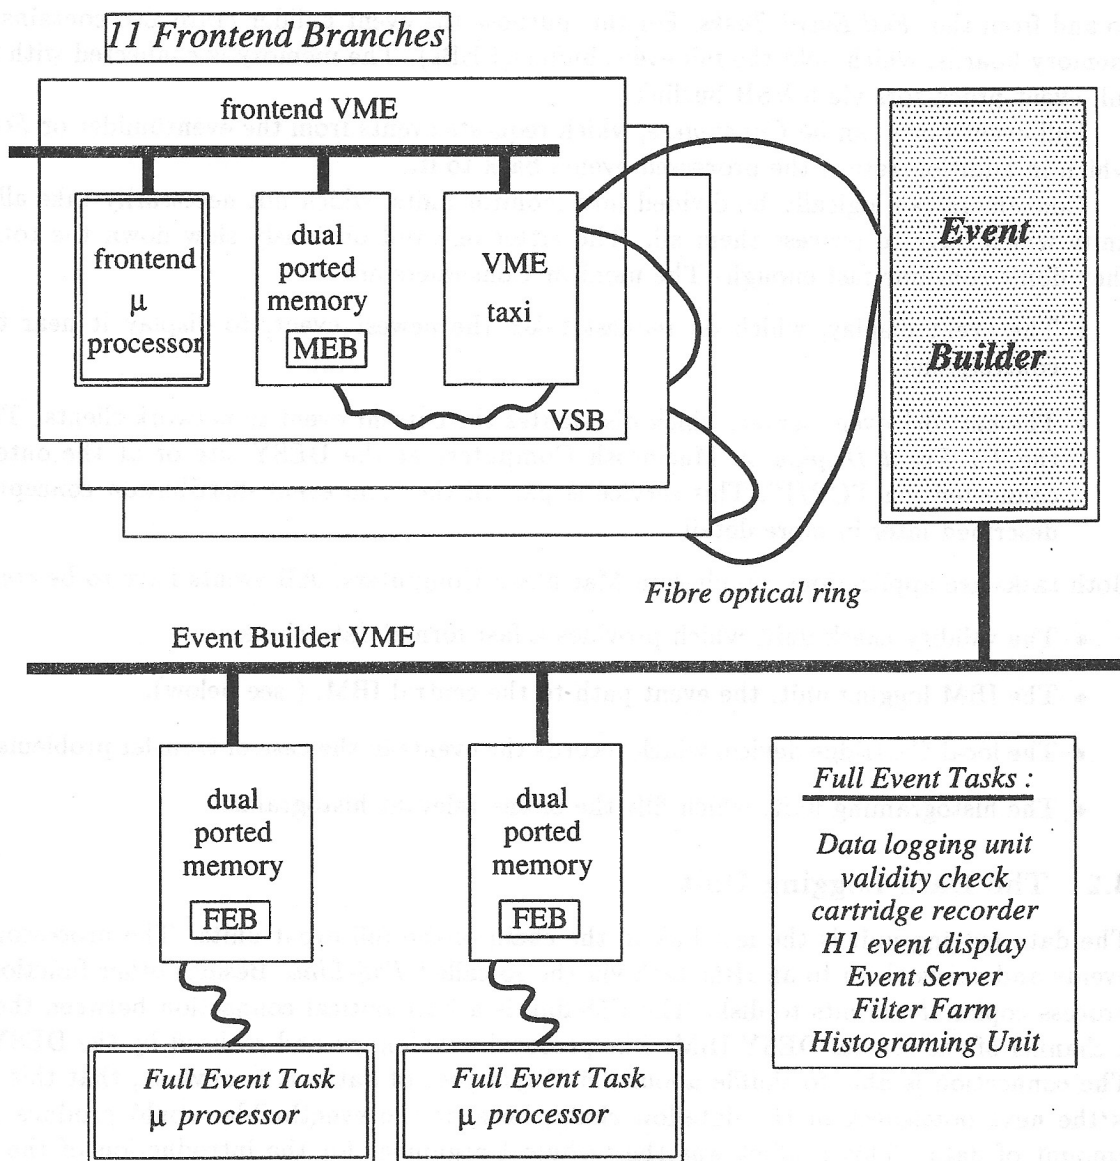 11 Frontend Branches
frontend VME
frontend
μ
processor
dual
ported
memory
MEB
VME
taxi
VSB
Event
Builder
Fibre optical ring
Event Builder VME
dual
ported
memory
FEB
dual
ported
memory
FEB
Full Event Task
μ processor
Full Event Task
μ processor
Full Event Tasks :
Data logging unit
validity check
cartridge recorder
H1 event display
Event Server
Filter Farm
Histograming Unit